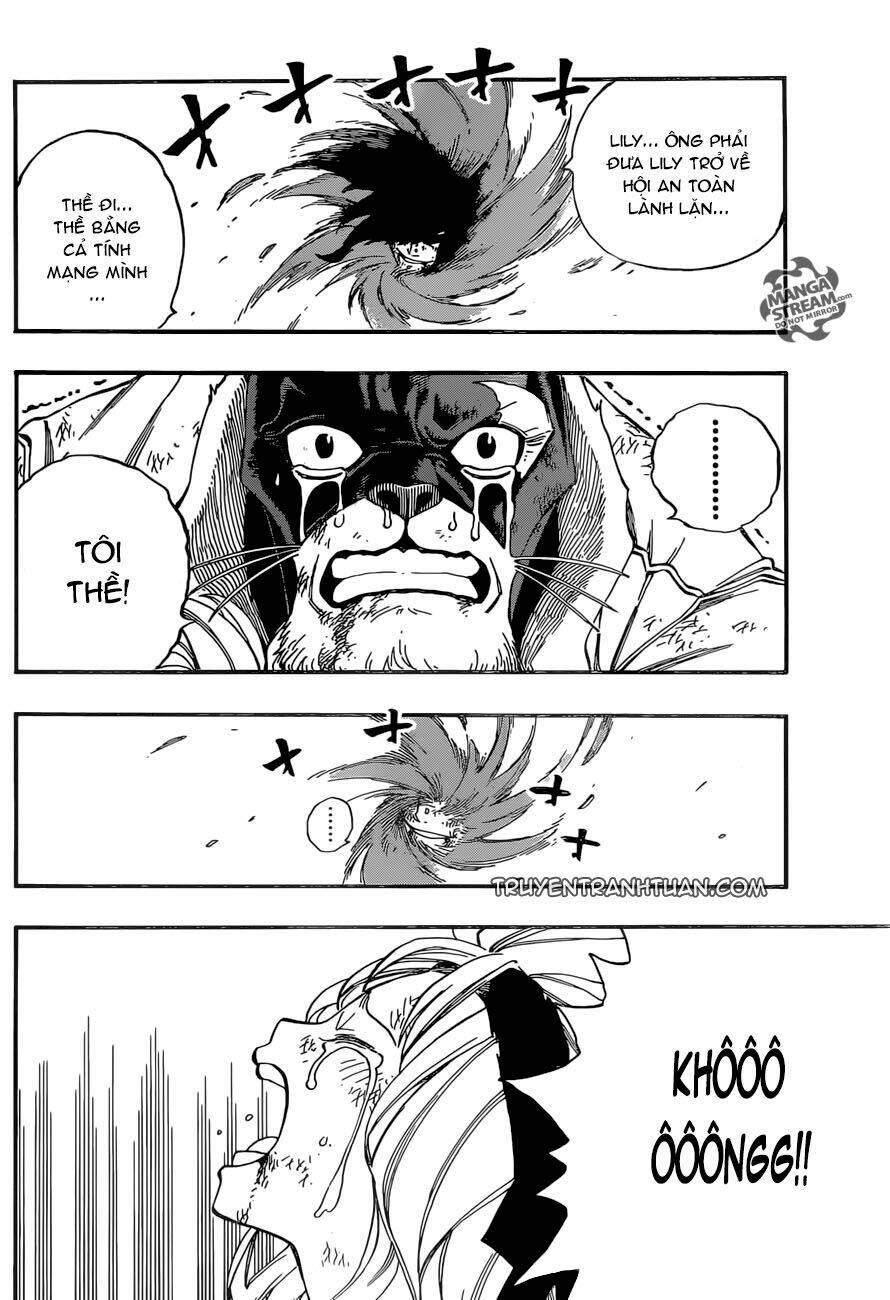 LILY... ÔNG PHẢI
ĐƯA LILY TRỞ VỀ
HỘI AN TOÀN
LÀNH LẶN...
THỀ ĐI...
THỀ BẰNG
CẢ TÍNH
MẠNG MÌNH
...
MANGA
STREAM.com
DO NOT MIRROR
.........
TÔI
THỀ!
......
TRUYENTRANHTUAN.COM
KHÔÔÔ
ÔÔÔNGG!!